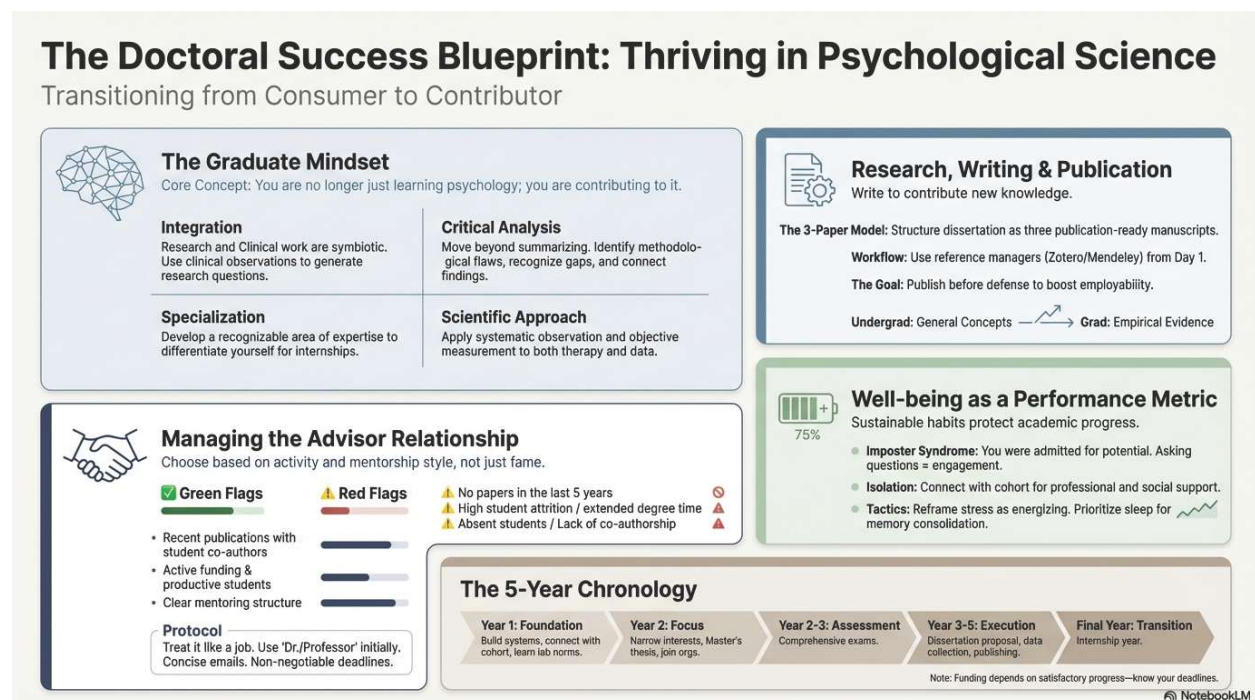 The Doctoral Success Blueprint: Thriving in Psychological Science
Transitioning from Consumer to Contributor
The Graduate Mindset
Core Concept: You are no longer just learning psychology; you are contributing to it.
Integration
Research and Clinical work are symbiotic.
Use clinical observations to generate
research questions.
Critical Analysis
Move beyond summarizing. Identify methodolo-
gical flaws, recognize gaps, and connect
findings.
Specialization
Develop a recognizable area of expertise to
differentiate yourself for internships.
Scientific Approach
Apply systematic observation and objective
measurement to both therapy and data.
Research, Writing & Publication
Write to contribute new knowledge.
The 3-Paper Model: Structure dissertation as three publication-ready manuscripts.
Workflow: Use reference managers (Zotero/Mendeley) from Day 1.
The Goal: Publish before defense to boost employability.
Undergrad: General Concepts
Grad: Empirical Evidence
Managing the Advisor Relationship
Choose based on activity and mentorship style, not just fame.
Green Flags
• Recent publications with
student co-authors
• Active funding &
productive students
• Clear mentoring structure
Red Flags
No papers in the last 5 years
High student attrition / extended degree time
Absent students / Lack of co-authorship
Protocol
Treat it like a job. Use 'Dr./Professor' initially.
Concise emails. Non-negotiable deadlines.
75%
Well-being as a Performance Metric
Sustainable habits protect academic progress.
Imposter Syndrome: You were admitted for potential. Asking
questions = engagement.
Isolation: Connect with cohort for professional and social support.
Tactics: Reframe stress as energizing. Prioritize sleep for
memory consolidation.
The 5-Year Chronology
Year 1: Foundation
Build systems, connect with
cohort, learn lab norms.
Year 2: Focus
Narrow interests, Master's
thesis, join orgs.
Year 2-3: Assessment
Comprehensive exams.
Year 3-5: Execution
Dissertation proposal, data
collection, publishing.
Final Year: Transition
Internship year.
Note: Funding depends on satisfactory progress—know your deadlines.
NotebookLM